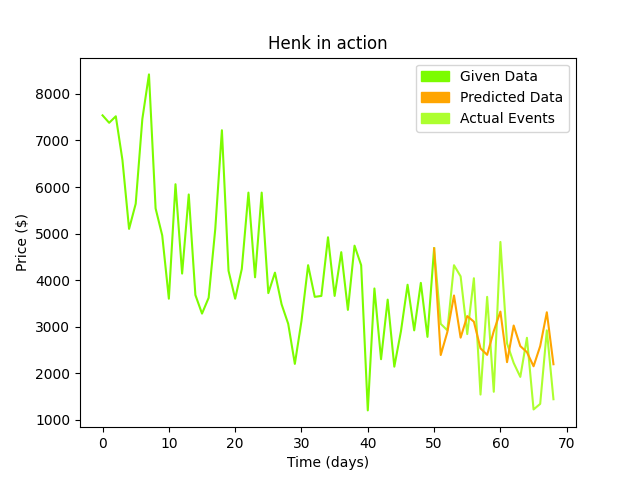 Henk in action
Given Data
Predicted Data
Actual Events
Price ($)
8000
7000
6000
5000
4000
3000
2000
1000
0 10 20 30 40 50 60 70
Time (days)